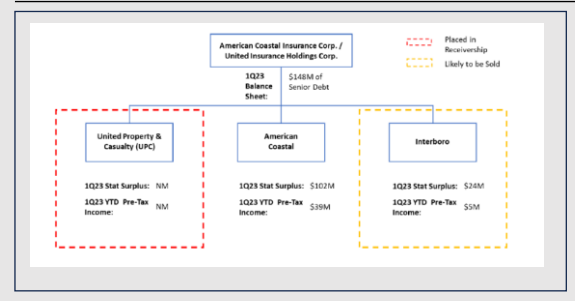 American Coastal Insurance Corp. /
United Insurance Holdings Corp.
Placed in
Receivership
Likely to be Sold
1Q23
Balance
Sheet:
$148M of
Senior Debt
United Property &
Casualty (UPC)
American
Coastal
Interboro
1Q23 Stat Surplus: NM
1Q23 YTD Pre-Tax
Income:
NM
1Q23 Stat Surplus: $102M
1Q23 YTD Pre-Tax
Income:
$39M
1Q23 Stat Surplus: $24M
1Q23 YTD Pre-Tax
Income:
$5M